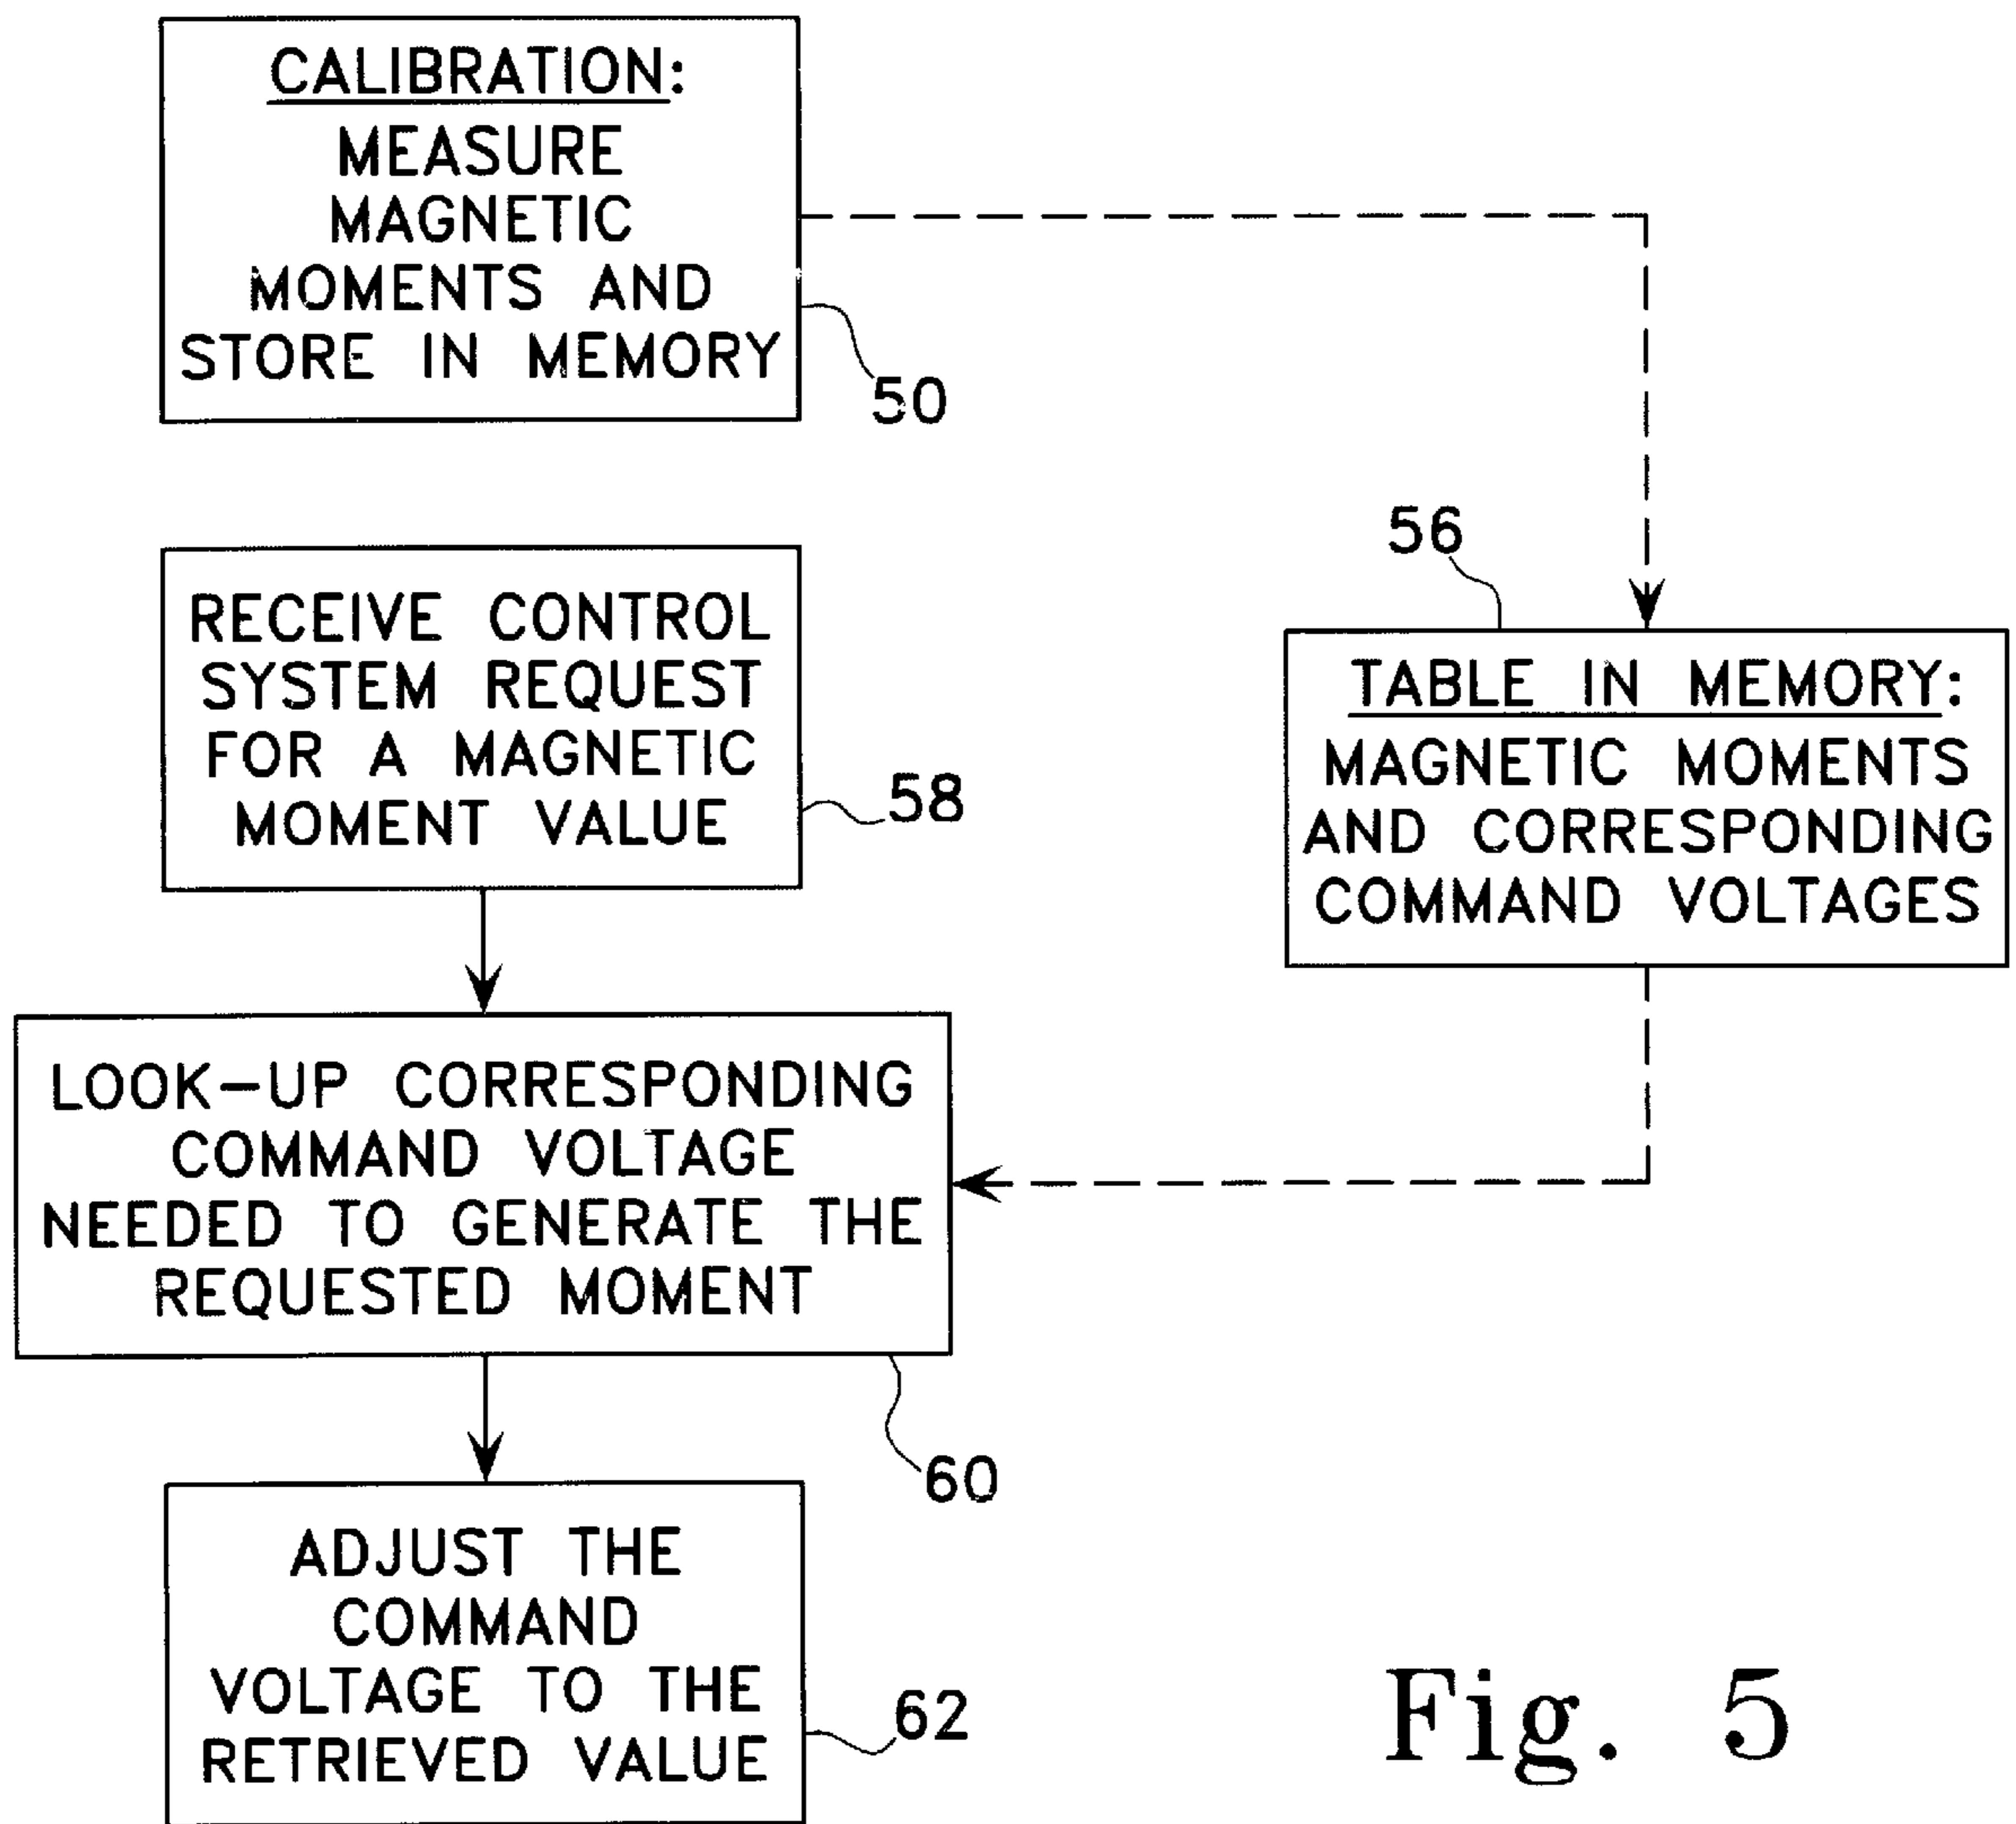 CALIBRATION:
MEASURE
MAGNETIC
MOMENTS AND
STORE IN MEMORY
50
RECEIVE CONTROL
SYSTEM REQUEST
FOR A MAGNETIC
MOMENT VALUE
58
56
TABLE IN MEMORY:
MAGNETIC MOMENTS
AND CORRESPONDING
COMMAND VOLTAGES
LOOK-UP CORRESPONDING
COMMAND VOLTAGE
NEEDED TO GENERATE THE
REQUESTED MOMENT
60
ADJUST THE
COMMAND
VOLTAGE TO THE
RETRIEVED VALUE
62
Fig. 5